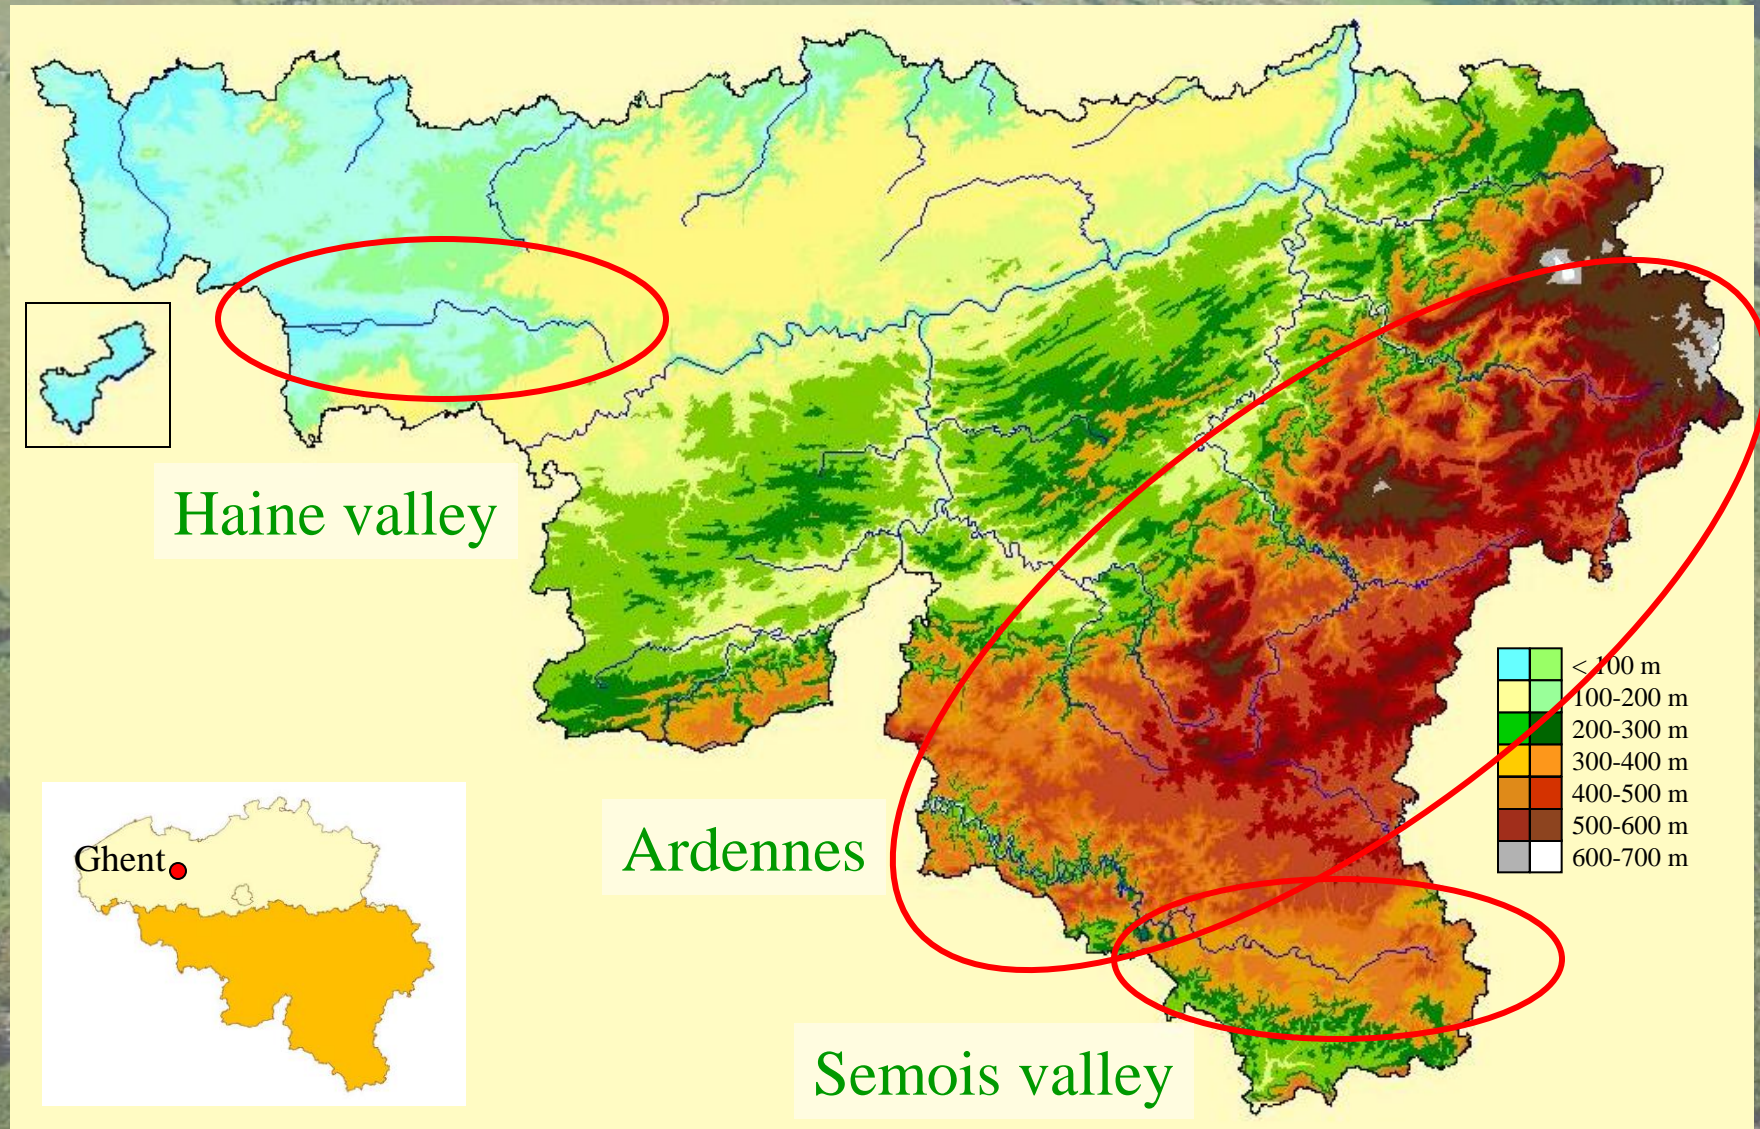 Haine valley
< 100 m
100-200 m
200-300 m
300-400 m
400-500 m
500-600 m
600-700 m
Ardennes
Ghent
Semois valley